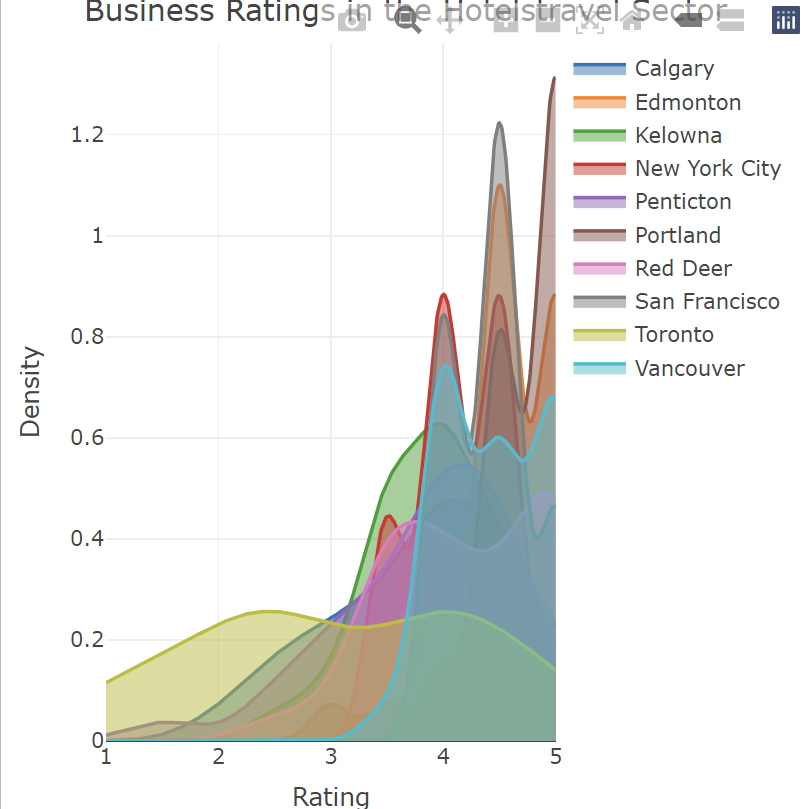 Business Ratings in the Hotelstravel Sector
Calgary
Edmonton
Kelowna
New York City
Penticton
Portland
Red Deer
San Francisco
Toronto
Vancouver
1.2
1
0.8
0.6
0.4
0.2
0
Density
1 2 3 4 5
Rating